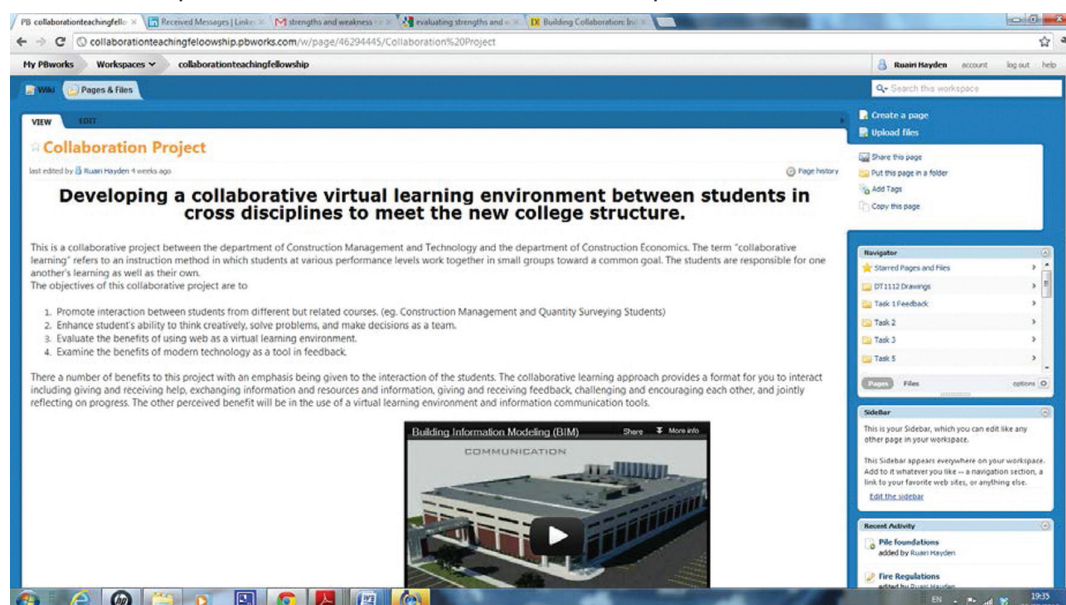 PB collaborationteachingfello
Received Messages | Linke
strengths and weakness
evaluating strengths and
Building Collaboration:
collaborationteachingfeloowship.pbworks.com/w/page/46294445/Collaboration%20Project
My PBworks
Workspaces
collaborationteachingfellowship
Ruairi Hayden
account
log out
help
Wiki
Pages & Files
Search this workspace
VIEW
EDIT
Create a page
Upload files
Collaboration Project
last edited by Ruairi Hayden 4 weeks ago
Page history
Share this page
Put this page in a folder
Add Tags
Copy this page
Developing a collaborative virtual learning environment between students in
cross disciplines to meet the new college structure.
This is a collaborative project between the department of Construction Management and Technology and the department of Construction Economics. The term "collaborative
learning" refers to an instruction method in which students at various performance levels work together in small groups toward a common goal. The students are responsible for one
another's learning as well as their own.
The objectives of this collaborative project are to
1. Promote interaction between students from different but related courses. (eg. Construction Management and Quantity Surveying Students)
2. Enhance student's ability to think creatively, solve problems, and make decisions as a team.
3. Evaluate the benefits of using web as a virtual learning environment.
4. Examine the benefits of modern technology as a tool in feedback.
There a number of benefits to this project with an emphasis being given to the interaction of the students. The collaborative learning approach provides a format for you to interact
including giving and receiving help, exchanging information and resources and information, giving and receiving feedback, challenging and encouraging each other, and jointly
reflecting on progress. The other perceived benefit will be in the use of a virtual learning environment and information communication tools.
Building Information Modeling (BIM)
Share
More info
COMMUNICATION
Navigator
Starred Pages and Files
DT1112 Drawings
Task 1 Feedback
Task 2
Task 3
Task 5
Pages
Files
options
SideBar
This is your Sidebar, which you can edit like any
other page in your workspace.
This Sidebar appears everywhere on your workspace.
Add to it whatever you like -- a navigation section, a
link to your favorite web sites, or anything else.
Edit the sidebar
Recent Activity
Pile foundations
added by Ruairi Hayden
Fire Regulations
edited by Ruairi Hayden
EN
19:35